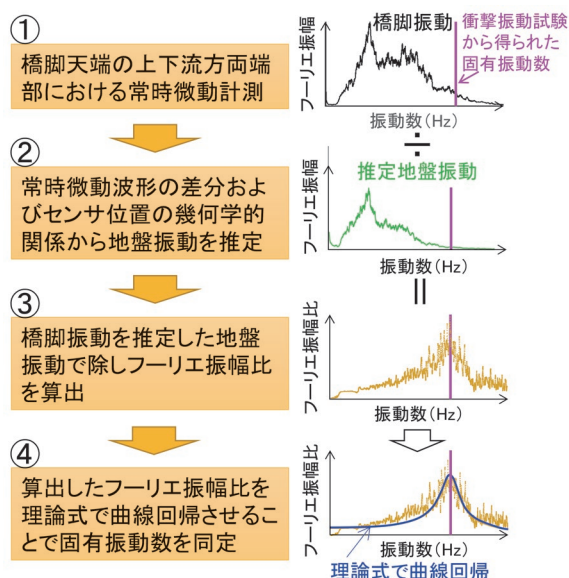 ①
橋脚天端の上下流方両端
部における常時微動計測
②
常時微動波形の差分およ
びセンサ位置の幾何学的
関係から地盤振動を推定
③
橋脚振動を推定した地盤
振動で除しフーリエ振幅比
を算出
④
算出したフーリエ振幅比を
理論式で曲線回帰させるこ
とで固有振動数を同定
フーリエ振幅
橋脚振動
衝撃振動試験
から得られた
固有振動数
振動数(Hz)
÷
フーリエ振幅
推定地盤振動
振動数(Hz)
=
フーリエ振幅比
振動数(Hz)
フーリエ振幅比
振動数(Hz)
理論式で曲線回帰